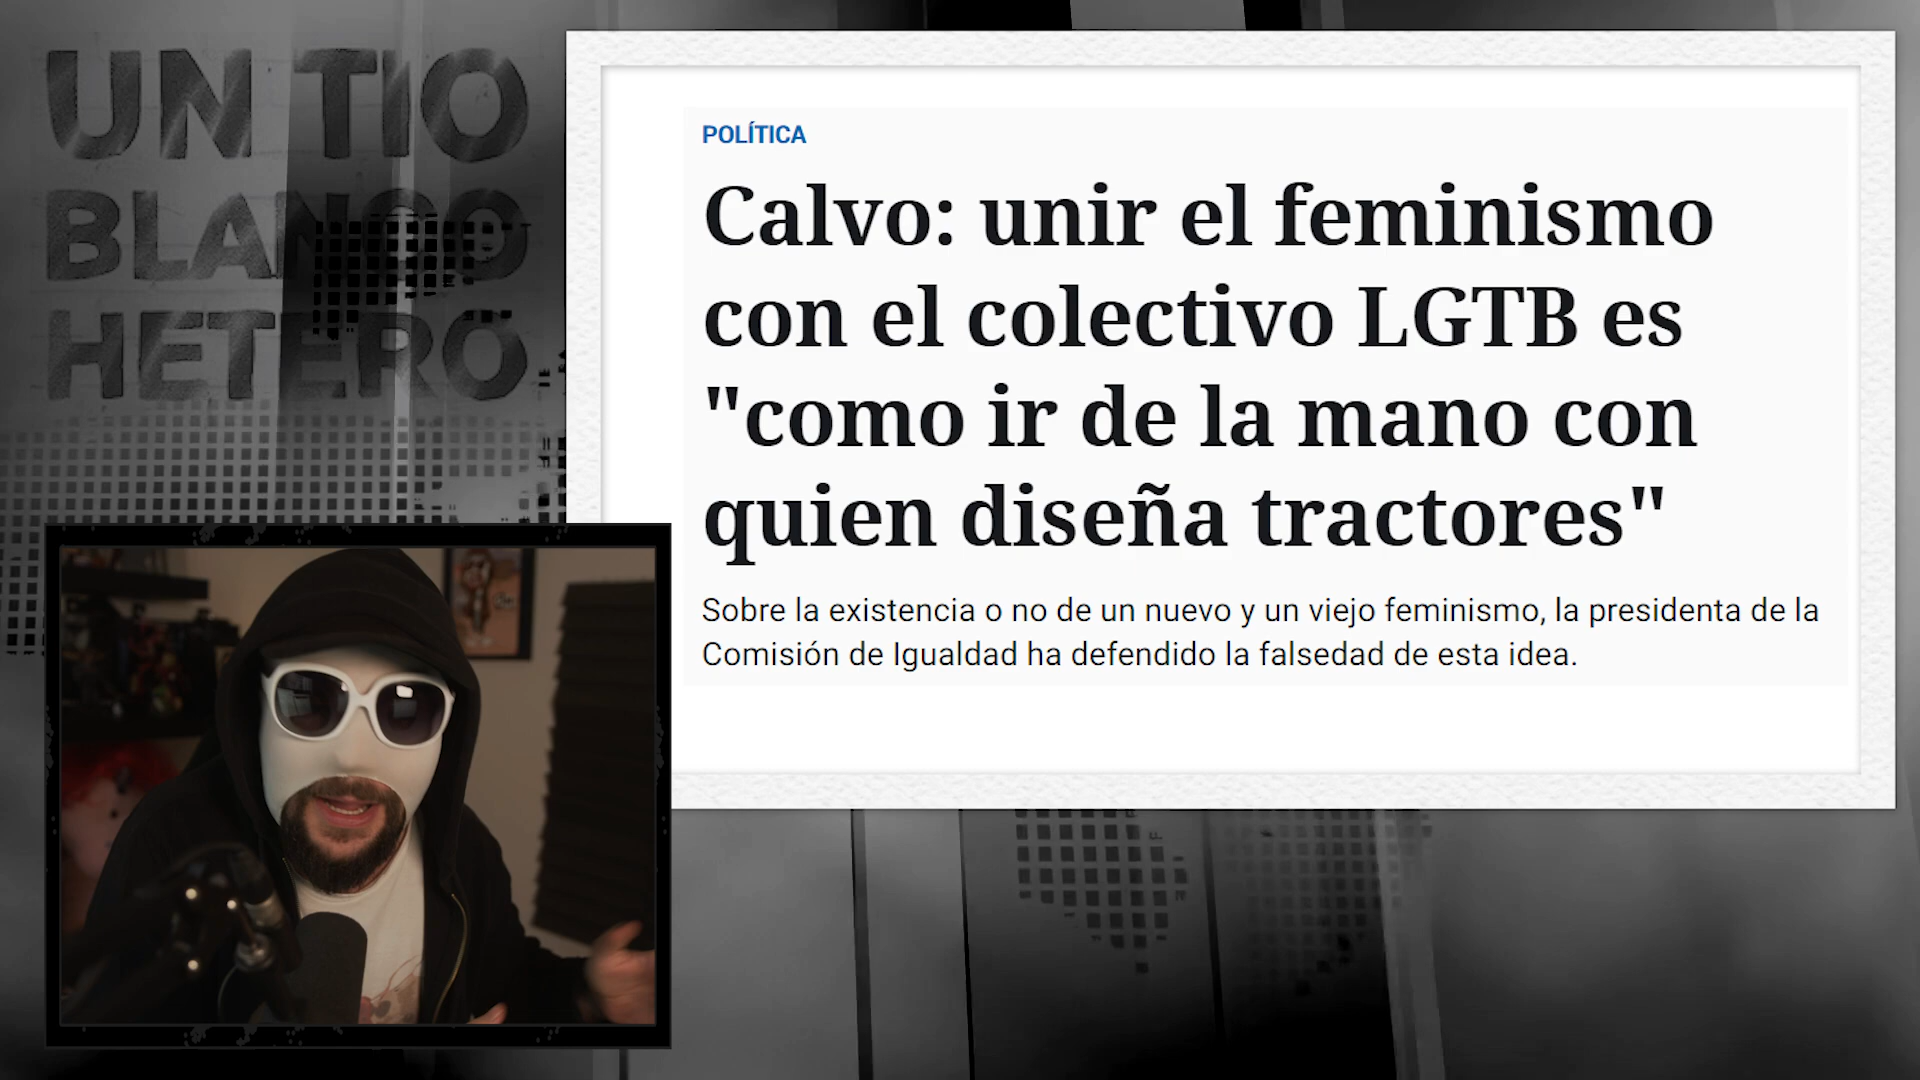 UN TIO
BLANCO
HETERO
POLÍTICA
Calvo: unir el feminismo
con el colectivo LGTB es
"como ir de la mano con
quien diseña tractores"
Sobre la existencia o no de un nuevo y un viejo feminismo, la presidenta de la
Comisión de Igualdad ha defendido la falsedad de esta idea.